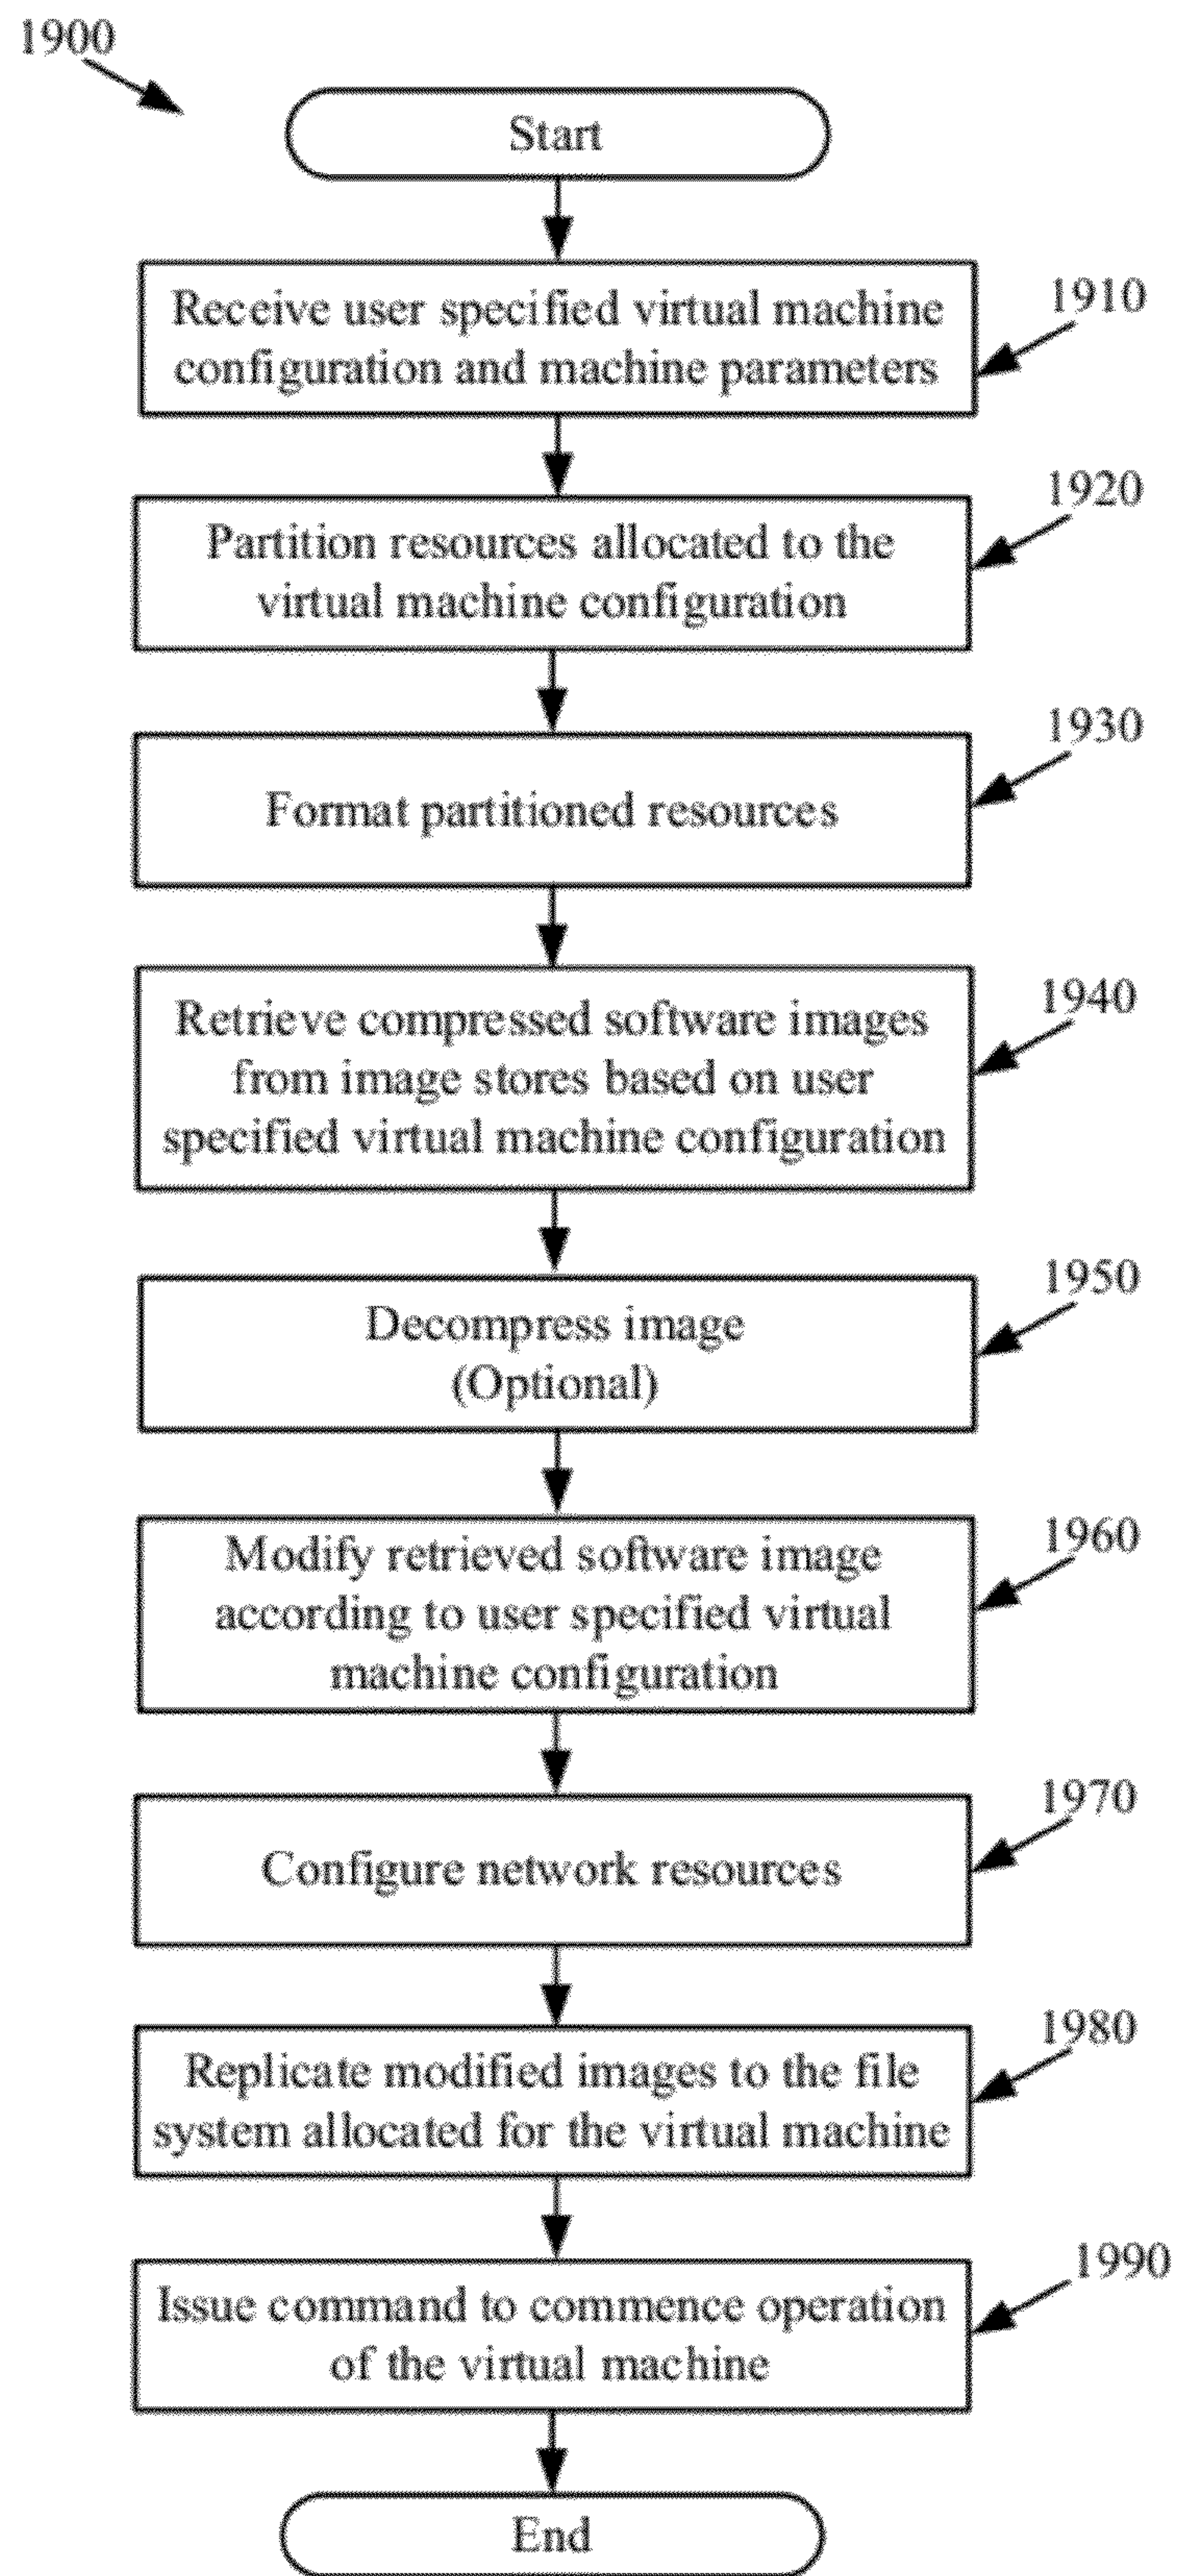 1900
Start
Receive user specified virtual machine
configuration and machine parameters
1910
Partition resources allocated to the
virtual machine configuration
1920
Format partitioned resources
1930
Retrieve compressed software images
from image stores based on user
specified virtual machine configuration
1940
Decompress image
(Optional)
1950
Modify retrieved software image
according to user specified virtual
machine configuration
1960
Configure network resources
1970
Replicate modified images to the file
system allocated for the virtual machine
1980
Issue command to commence operation
of the virtual machine
1990
End